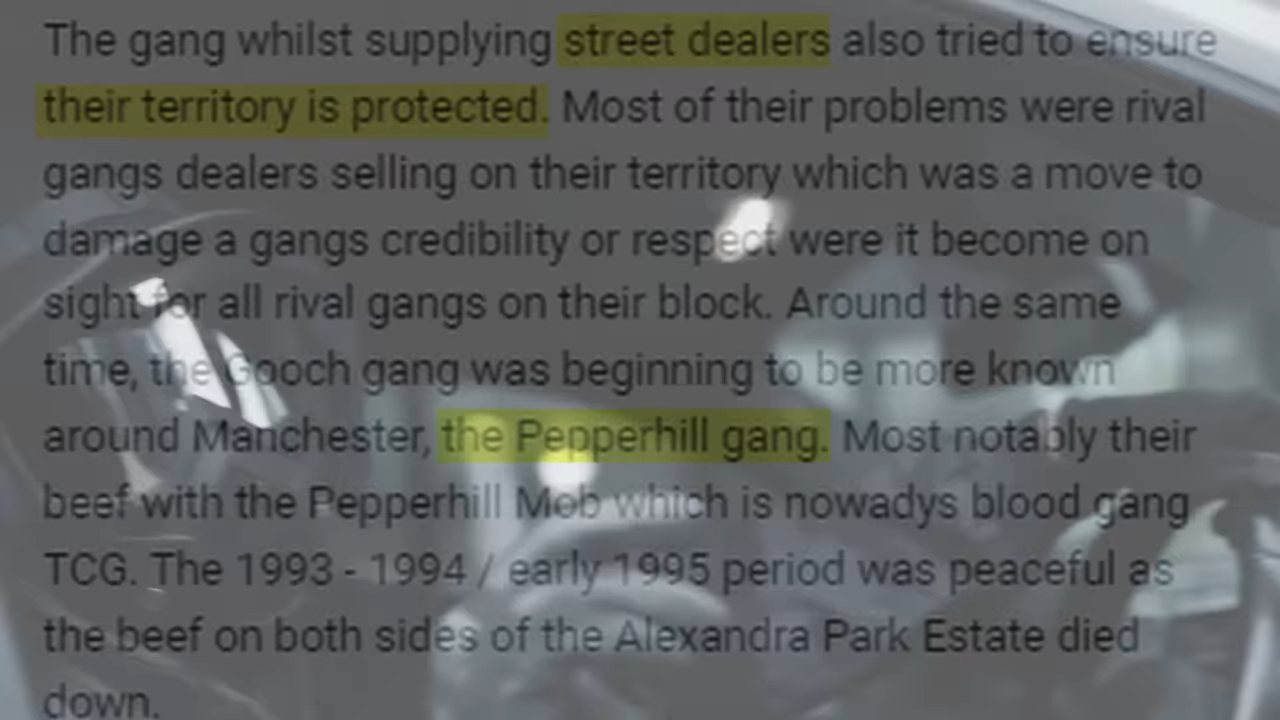 The gang whilst supplying street dealers also tried to ensure
their territory is protected. Most of their problems were rival
gangs dealers selling on their territory which was a move to
damage a gangs credibility or respect were it become on
sight for all rival gangs on their block. Around the same
time, the Gooch gang was beginning to be more known
around Manchester, the Pepperhill gang. Most notably their
beef with the Pepperhill Mob which is nowadys blood gang
TCG. The 1993 - 1994 / early 1995 period was peaceful as
the beef on both sides of the Alexandra Park Estate died
down.